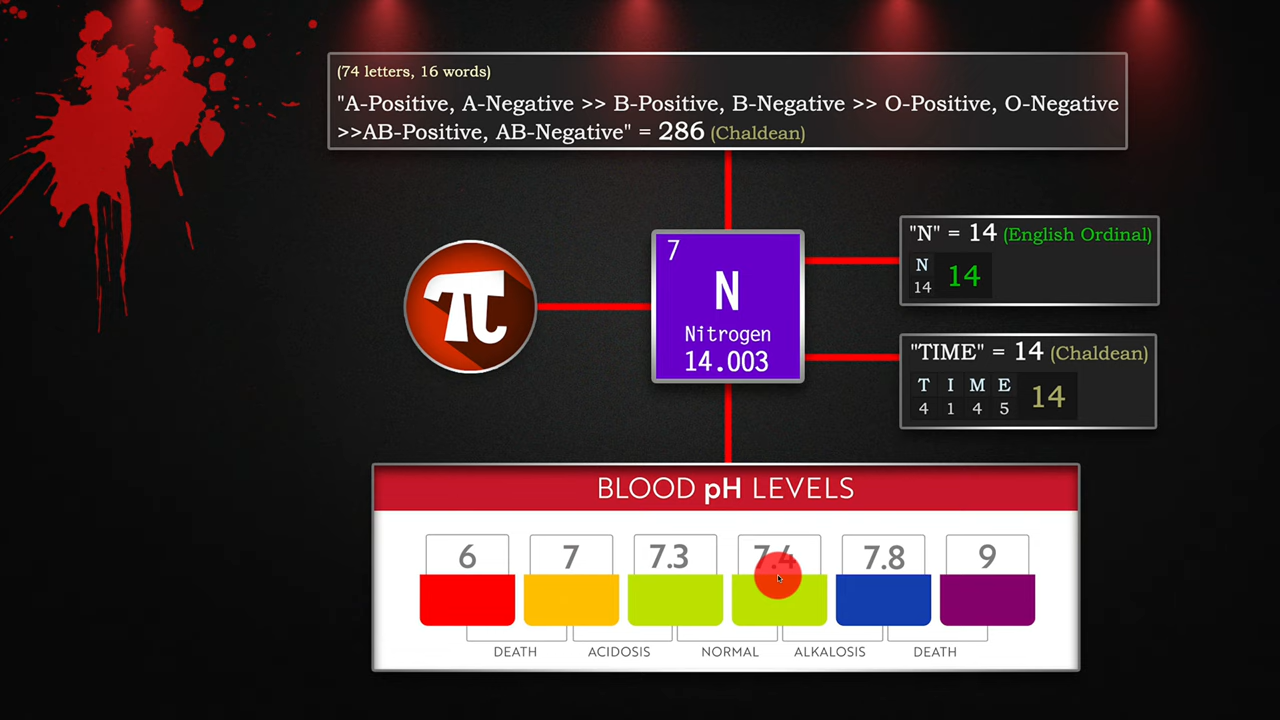 (74 letters, 16 words)
"A-Positive, A-Negative >> B-Positive, B-Negative >> O-Positive, O-Negative
>>AB-Positive, AB-Negative" = 286 (Chaldean)
π
7
N
Nitrogen
14.003
"N" = 14 (English Ordinal)
N
14
14
"TIME" = 14 (Chaldean)
T I M E
4 1 4 5
14
BLOOD pH LEVELS
6 7 7.3 7.4 7.8 9
DEATH ACIDOSIS NORMAL ALKALOSIS DEATH